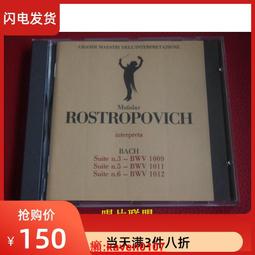 闪电发货
GRANDI MAESTRI DELL'INTERPRETAZIONE
Mstislav
ROSTROPOVICH
interpreta
BACH
Suite n.3 – BWV 1009
Suite n.5 – BWV 1011
Suite n.6 – BWV 1012
抢购价
¥150
当天满3件八折